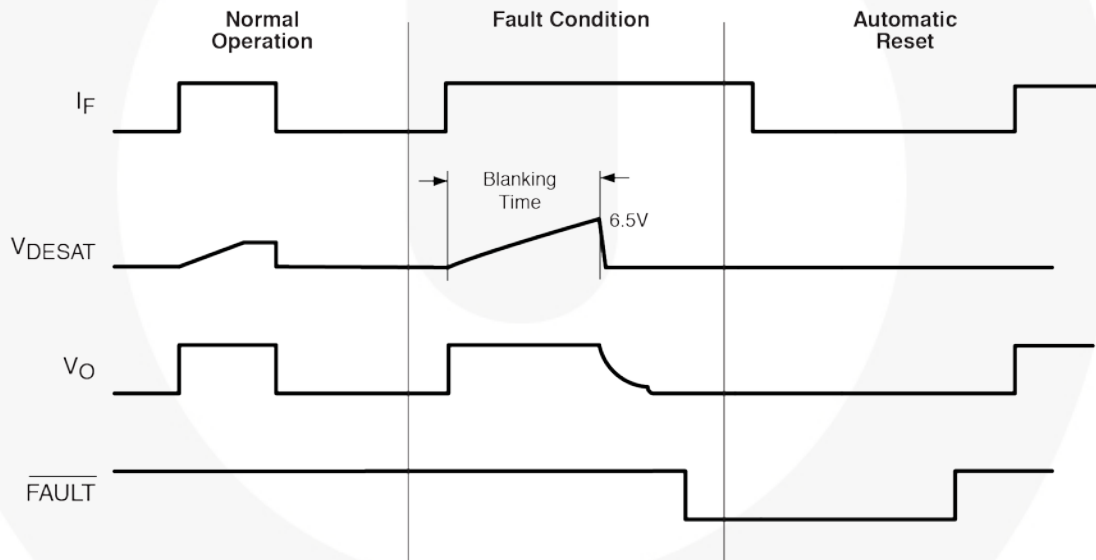 Normal
Operation
Fault Condition
Automatic
Reset
IF
Blanking
Time
6.5V
VDESAT
VO
FAULT